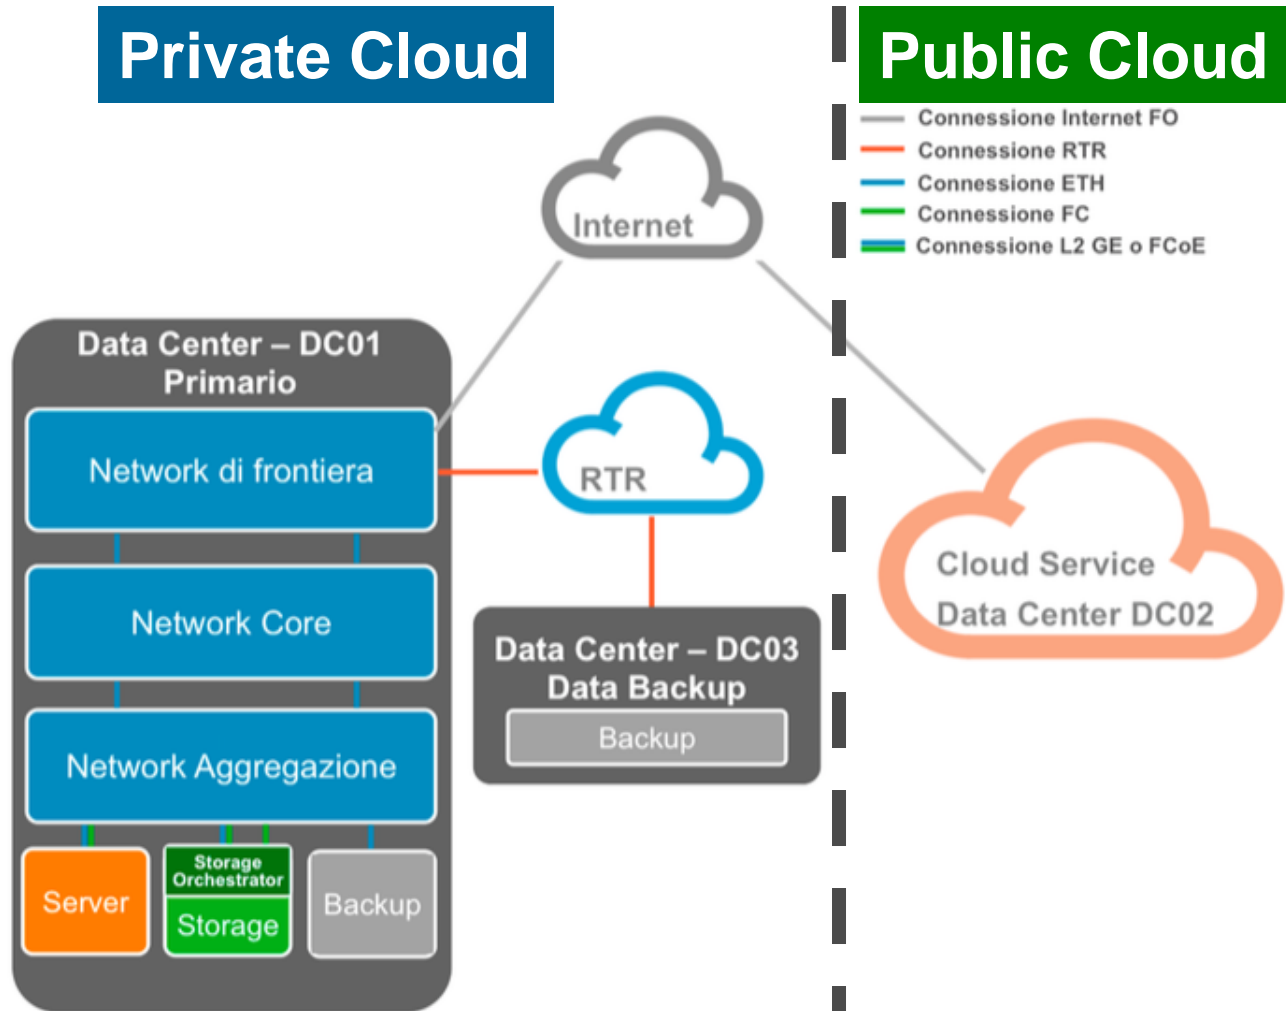 Private Cloud
Public Cloud
Connessione Internet FO
Connessione RTR
Connessione ETH
Connessione FC
Connessione L2 GE o FCoE
Internet
Data Center – DC01
Primario
Network di frontiera
RTR
Network Core
Cloud Service
Data Center DC02
Data Center – DC03
Data Backup
Backup
Network Aggregazione
Server
Storage
Orchestrator
Storage
Backup